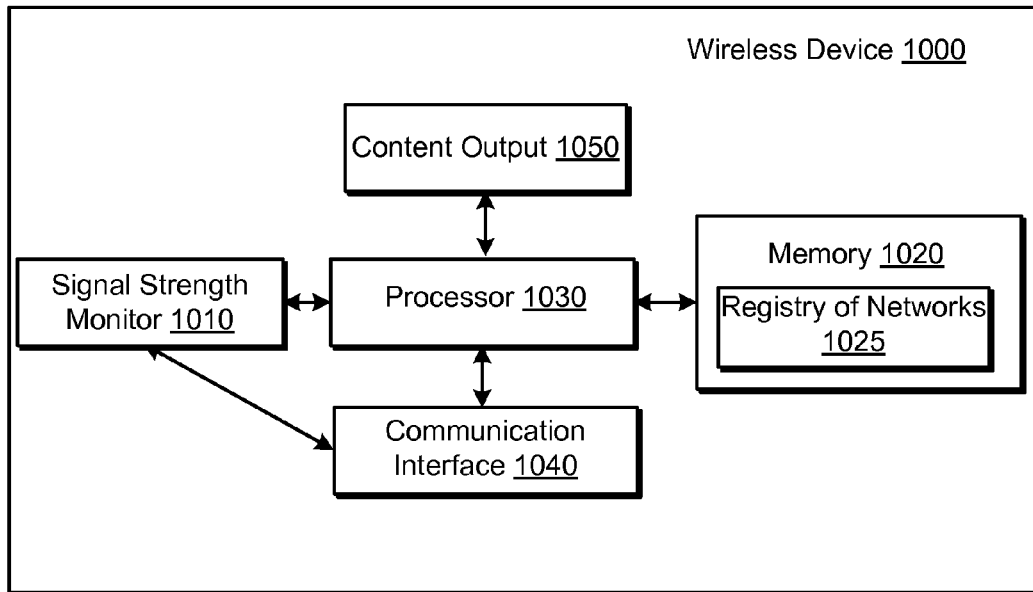 Wireless Device 1000
Content Output 1050
Signal Strength
Monitor 1010
Processor 1030
Memory 1020
Registry of Networks
1025
Communication
Interface 1040